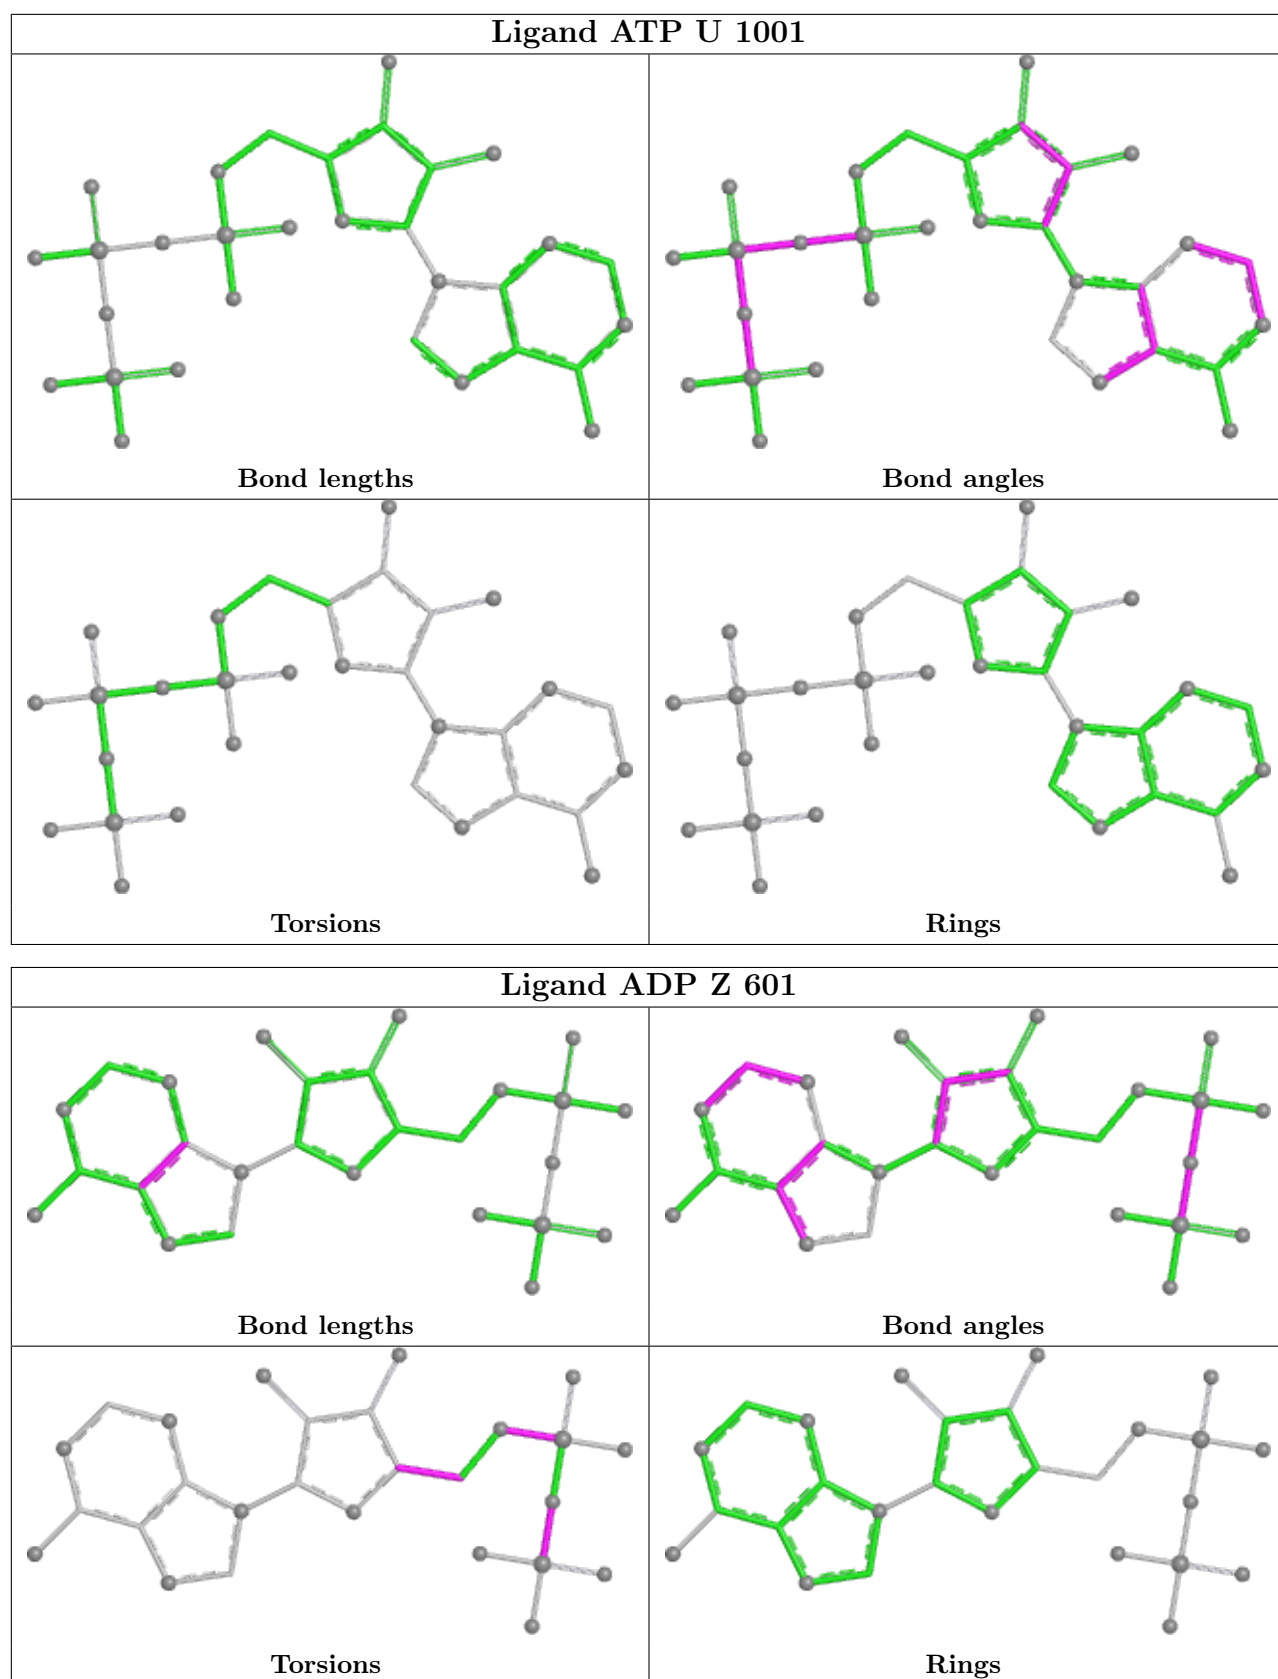 Ligand ATP U 1001
Bond lengths
Bond angles
Torsions
Rings
Ligand ADP Z 601
Bond lengths
Bond angles
Torsions
Rings